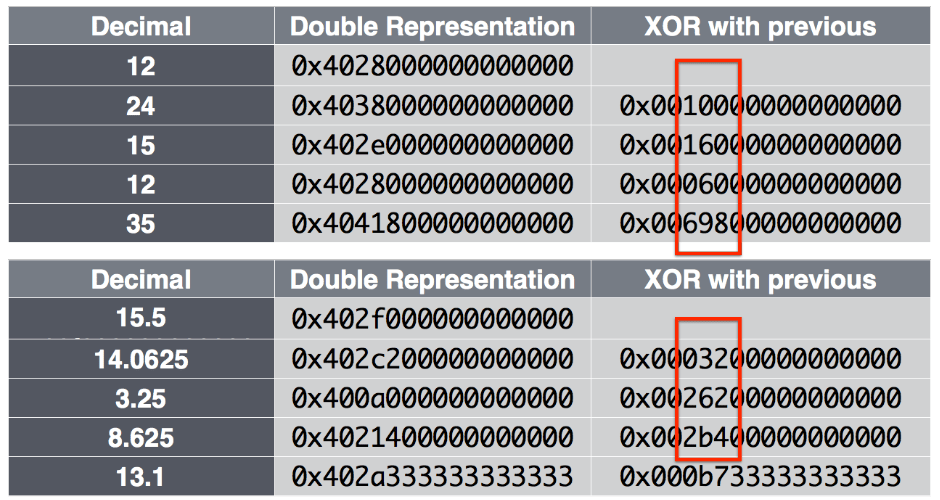 Decimal Double Representation XOR with previous
12 0x4028000000000000
24 0x4038000000000000 0x0010000000000000
15 0x402e000000000000 0x0016000000000000
12 0x4028000000000000 0x0006000000000000
35 0x4041800000000000 0x0069800000000000
Decimal Double Representation XOR with previous
15.5 0x402f000000000000
14.0625 0x402c200000000000 0x0003200000000000
3.25 0x400a000000000000 0x0026200000000000
8.625 0x4021400000000000 0x002b400000000000
13.1 0x402a333333333333 0x000b733333333333